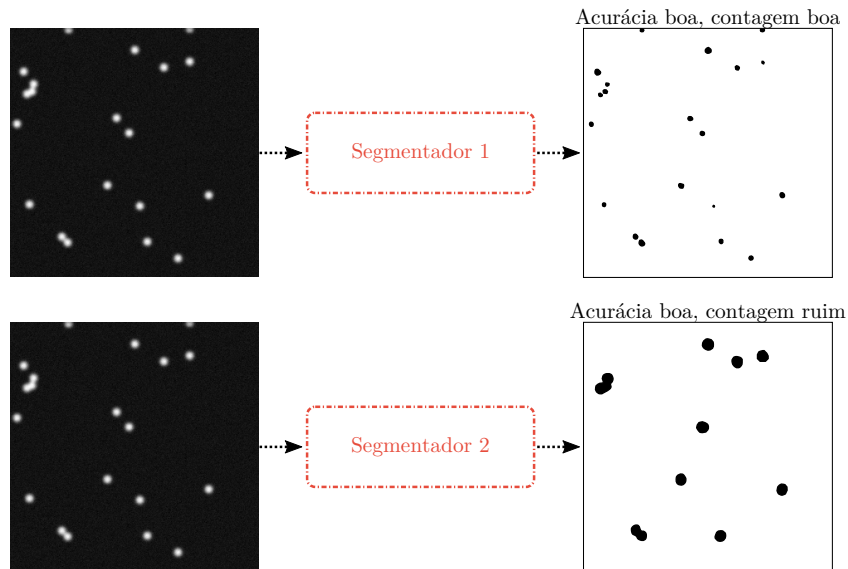 Acurácia boa, contagem boa
Segmentador 1
Acurácia boa, contagem ruim
Segmentador 2